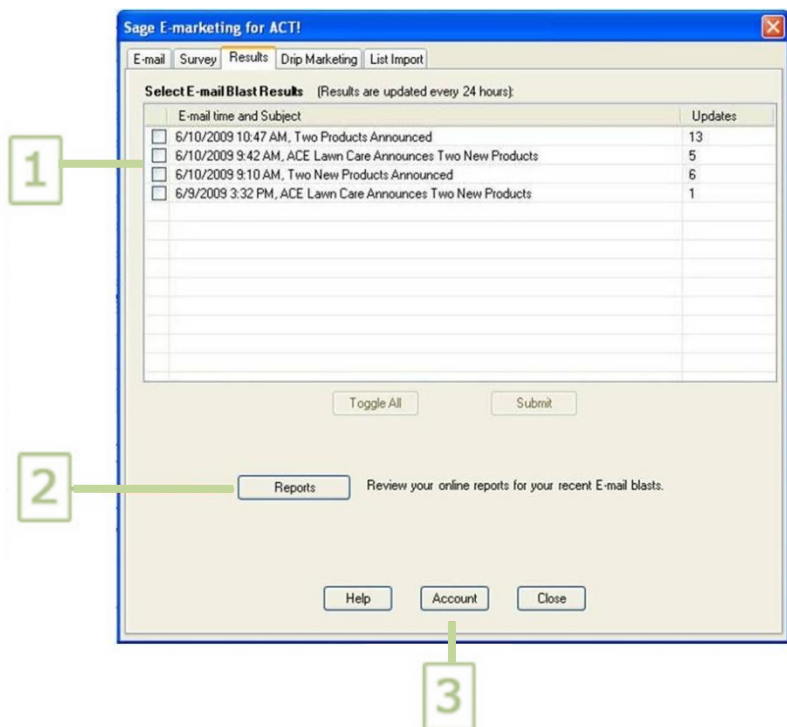 Sage E-marketing for ACT!
E-mail Survey Results Drip Marketing List Import
Select E-mail Blast Results (Results are updated every 24 hours):
E-mail time and Subject Updates
6/10/2009 10:47 AM, Two Products Announced 13
1
6/10/2009 9:42 AM, ACE Lawn Care Announces Two New Products 5
6/10/2009 9:10 AM, Two New Products Announced 6
6/9/2009 3:32 PM, ACE Lawn Care Announces Two New Products 1
Toggle All Submit
2 Reports Review your online reports for your recent E-mail blasts.
Help Account Close
3